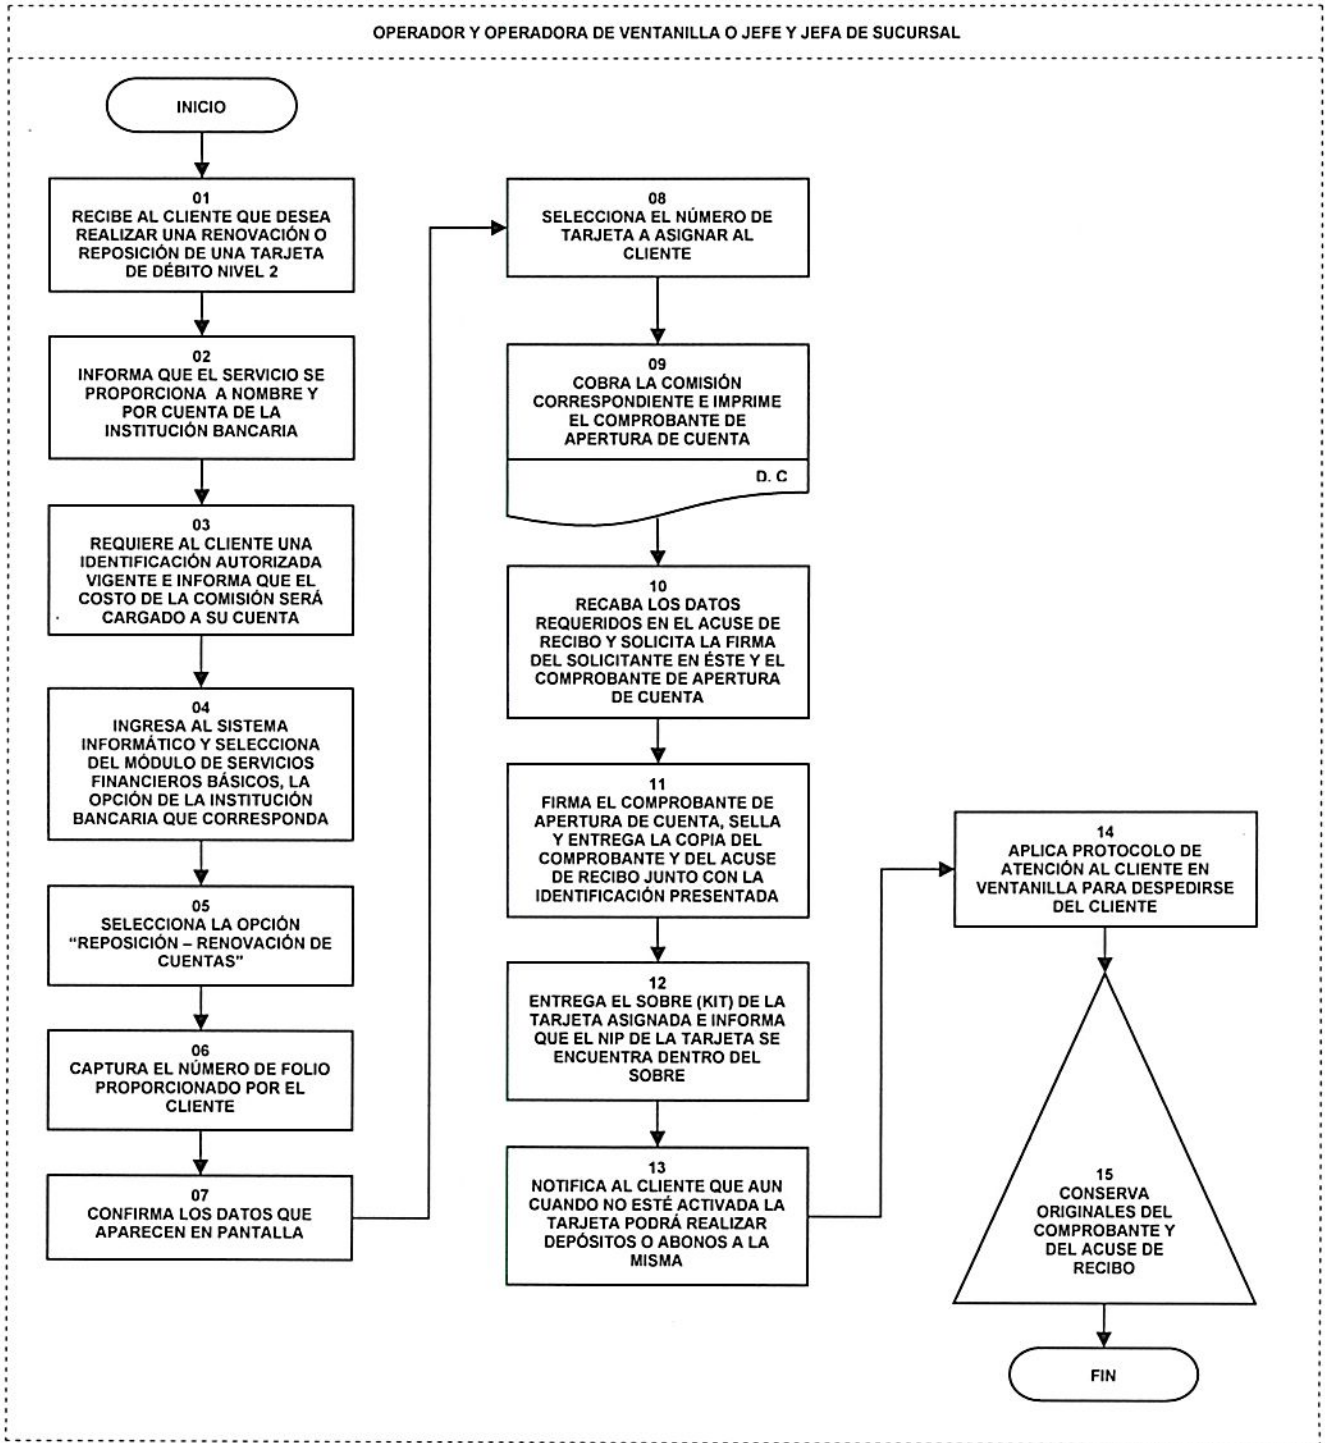 OPERADOR Y OPERADORA DE VENTANILLA O JEFE Y JEFA DE SUCURSAL
INICIO
01
RECIBE AL CLIENTE QUE DESEA
REALIZAR UNA RENOVACIÓN O
REPOSICIÓN DE UNA TARJETA
DE DÉBITO NIVEL 2
02
INFORMA QUE EL SERVICIO SE
PROPORCIONA A NOMBRE Y
POR CUENTA DE LA
INSTITUCIÓN BANCARIA
03
REQUIERE AL CLIENTE UNA
IDENTIFICACIÓN AUTORIZADA
VIGENTE E INFORMA QUE EL
COSTO DE LA COMISIÓN SERÁ
CARGADO A SU CUENTA
04
INGRESA AL SISTEMA
INFORMÁTICO Y SELECCIONA
DEL MÓDULO DE SERVICIOS
FINANCIEROS BÁSICOS, LA
OPCIÓN DE LA INSTITUCIÓN
BANCARIA QUE CORRESPONDA
05
SELECCIONA LA OPCIÓN
"REPOSICIÓN – RENOVACIÓN DE
CUENTAS"
06
CAPTURA EL NÚMERO DE FOLIO
PROPORCIONADO POR EL
CLIENTE
07
CONFIRMA LOS DATOS QUE
APARECEN EN PANTALLA
08
SELECCIONA EL NÚMERO DE
TARJETA A ASIGNAR AL
CLIENTE
09
COBRA LA COMISIÓN
CORRESPONDIENTE E IMPRIME
EL COMPROBANTE DE
APERTURA DE CUENTA
D. C
10
RECABA LOS DATOS
REQUERIDOS EN EL ACUSE DE
RECIBO Y SOLICITA LA FIRMA
DEL SOLICITANTE EN ÉSTE Y EL
COMPROBANTE DE APERTURA
DE CUENTA
11
FIRMA EL COMPROBANTE DE
APERTURA DE CUENTA, SELLA
Y ENTREGA LA COPIA DEL
COMPROBANTE Y DEL ACUSE
DE RECIBO JUNTO CON LA
IDENTIFICACIÓN PRESENTADA
12
ENTREGA EL SOBRE (KIT) DE LA
TARJETA ASIGNADA E INFORMA
QUE EL NIP DE LA TARJETA SE
ENCUENTRA DENTRO DEL
SOBRE
13
NOTIFICA AL CLIENTE QUE AUN
CUANDO NO ESTÉ ACTIVADA LA
TARJETA PODRÁ REALIZAR
DEPÓSITOS O ABONOS A LA
MISMA
14
APLICA PROTOCOLO DE
ATENCIÓN AL CLIENTE EN
VENTANILLA PARA DESPEDIRSE
DEL CLIENTE
15
CONSERVA
ORIGINALES DEL
COMPROBANTE Y
DEL ACUSE DE
RECIBO
FIN